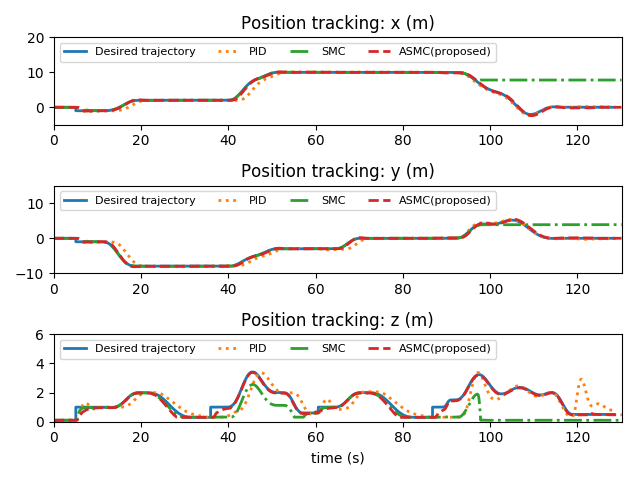 Position tracking: x (m)
Desired trajectory PID SMC ASMC(proposed)
20
10
0
0 20 40 60 80 100 120
Position tracking: y (m)
Desired trajectory PID SMC ASMC(proposed)
10
0
−10
0 20 40 60 80 100 120
Position tracking: z (m)
Desired trajectory PID SMC ASMC(proposed)
6
4
2
0
0 20 40 60 80 100 120
time (s)